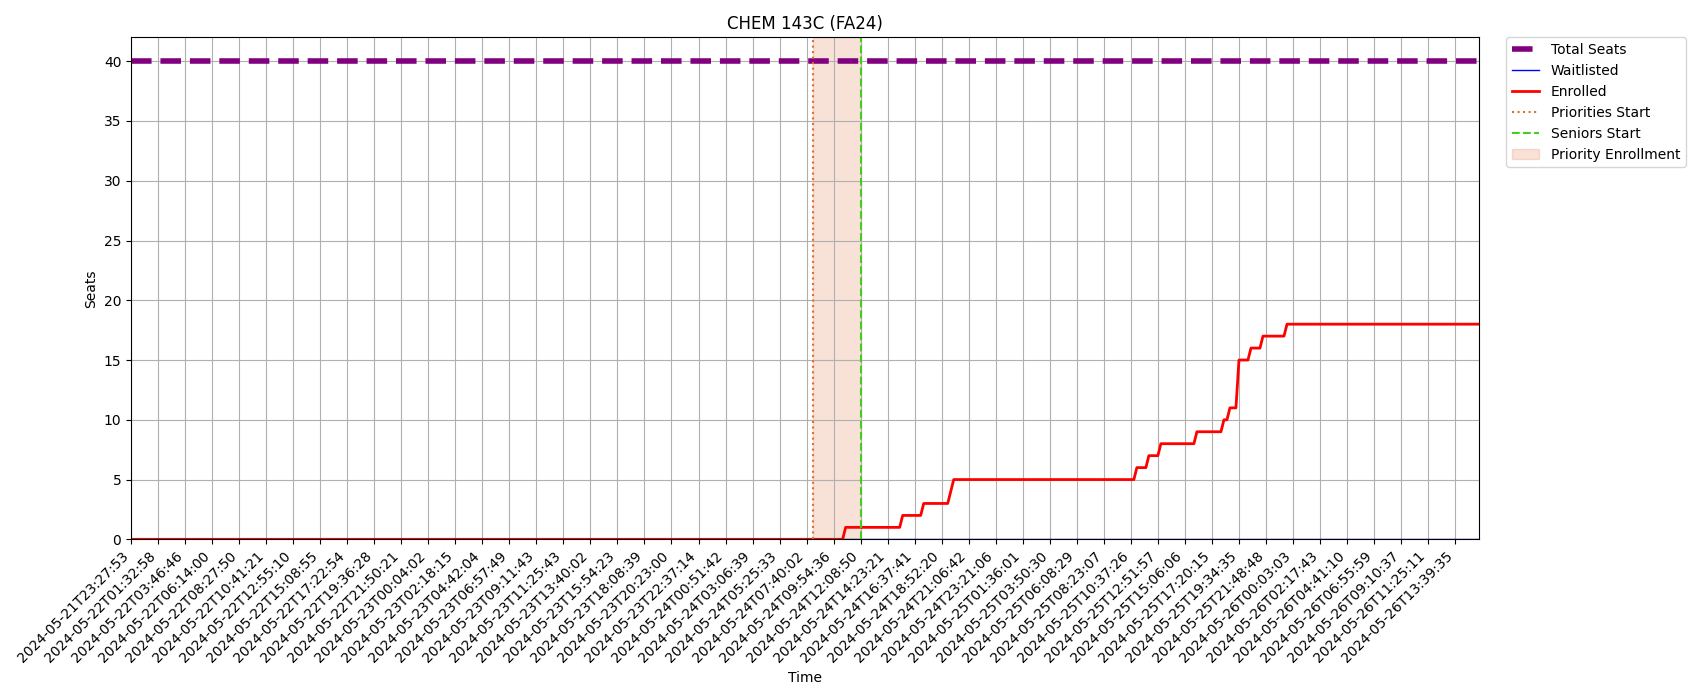 CHEM 143C (FA24)
Total Seats
Waitlisted
Enrolled
Priorities Start
Seniors Start
Priority Enrollment
Seats
40
35
30
25
20
15
10
5
0
2024-05-21T23:27:53
2024-05-22T01:32:58
2024-05-22T03:46:46
2024-05-22T06:14:00
2024-05-22T08:27:50
2024-05-22T10:41:21
2024-05-22T12:55:10
2024-05-22T15:08:55
2024-05-22T17:22:54
2024-05-22T19:36:28
2024-05-22T21:50:21
2024-05-23T00:04:02
2024-05-23T02:18:15
2024-05-23T04:42:04
2024-05-23T06:57:49
2024-05-23T09:11:43
2024-05-23T11:25:43
2024-05-23T13:40:02
2024-05-23T15:54:23
2024-05-23T18:08:39
2024-05-23T20:23:00
2024-05-23T22:37:14
2024-05-24T00:51:42
2024-05-24T03:06:39
2024-05-24T05:25:33
2024-05-24T07:40:02
2024-05-24T09:54:36
2024-05-24T12:08:50
2024-05-24T14:23:21
2024-05-24T16:37:41
2024-05-24T18:52:20
2024-05-24T21:06:42
2024-05-24T23:21:06
2024-05-25T01:36:01
2024-05-25T03:50:30
2024-05-25T06:08:29
2024-05-25T08:23:07
2024-05-25T10:37:26
2024-05-25T12:51:57
2024-05-25T15:06:06
2024-05-25T17:20:15
2024-05-25T19:34:35
2024-05-25T21:48:48
2024-05-26T00:03:03
2024-05-26T02:17:43
2024-05-26T04:41:10
2024-05-26T06:55:59
2024-05-26T09:10:37
2024-05-26T11:25:11
2024-05-26T13:39:35
Time